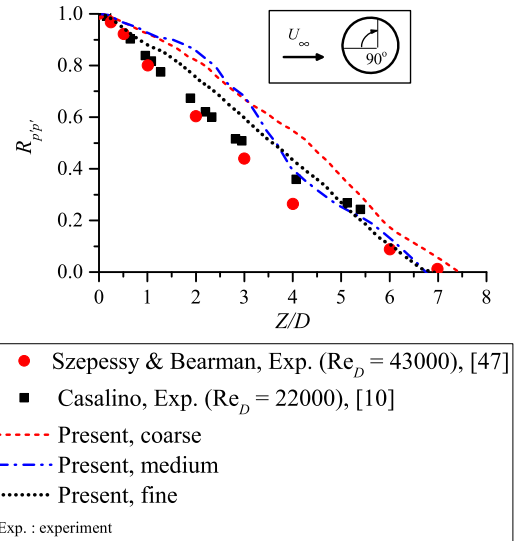 1.0
0.8
0.6
0.4
0.2
0.0
R_{p'p'}
0 1 2 3 4 5 6 7 8
Z/D
U_∞
90°
Szepessy & Bearman, Exp. (Re_D = 43000), [47]
Casalino, Exp. (Re_D = 22000), [10]
Present, coarse
Present, medium
Present, fine
Exp. : experiment